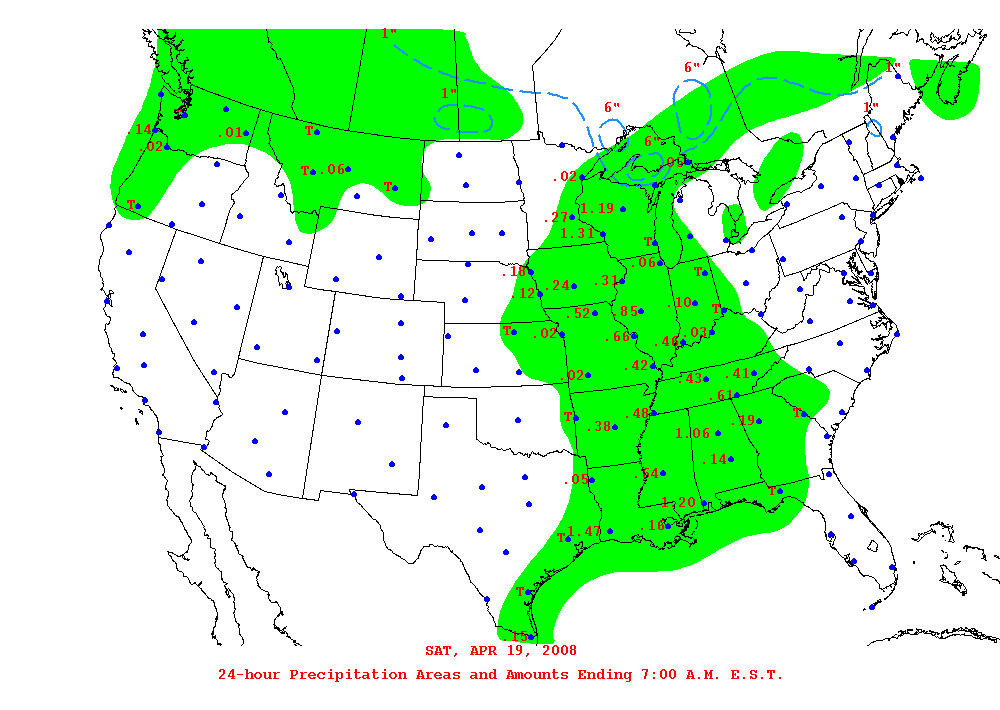 1"
6"
1"
1"
6"
1"
.14
.01
T
.02
6"
.09
T
.06
.02
T
T
1.19
.27
1.31
T
.06
.18
T
.24
.31
.12
.10
.52
.85
T
T
.02
.66
.46
.03
.42
.02
.43
.41
.61
T
.48
T
.38
.19
1.06
.14
.54
.05
T
1.20
1.47
.16
T
T
.15
SAT, APR 19, 2008
24-hour Precipitation Areas and Amounts Ending 7:00 A.M. E.S.T.